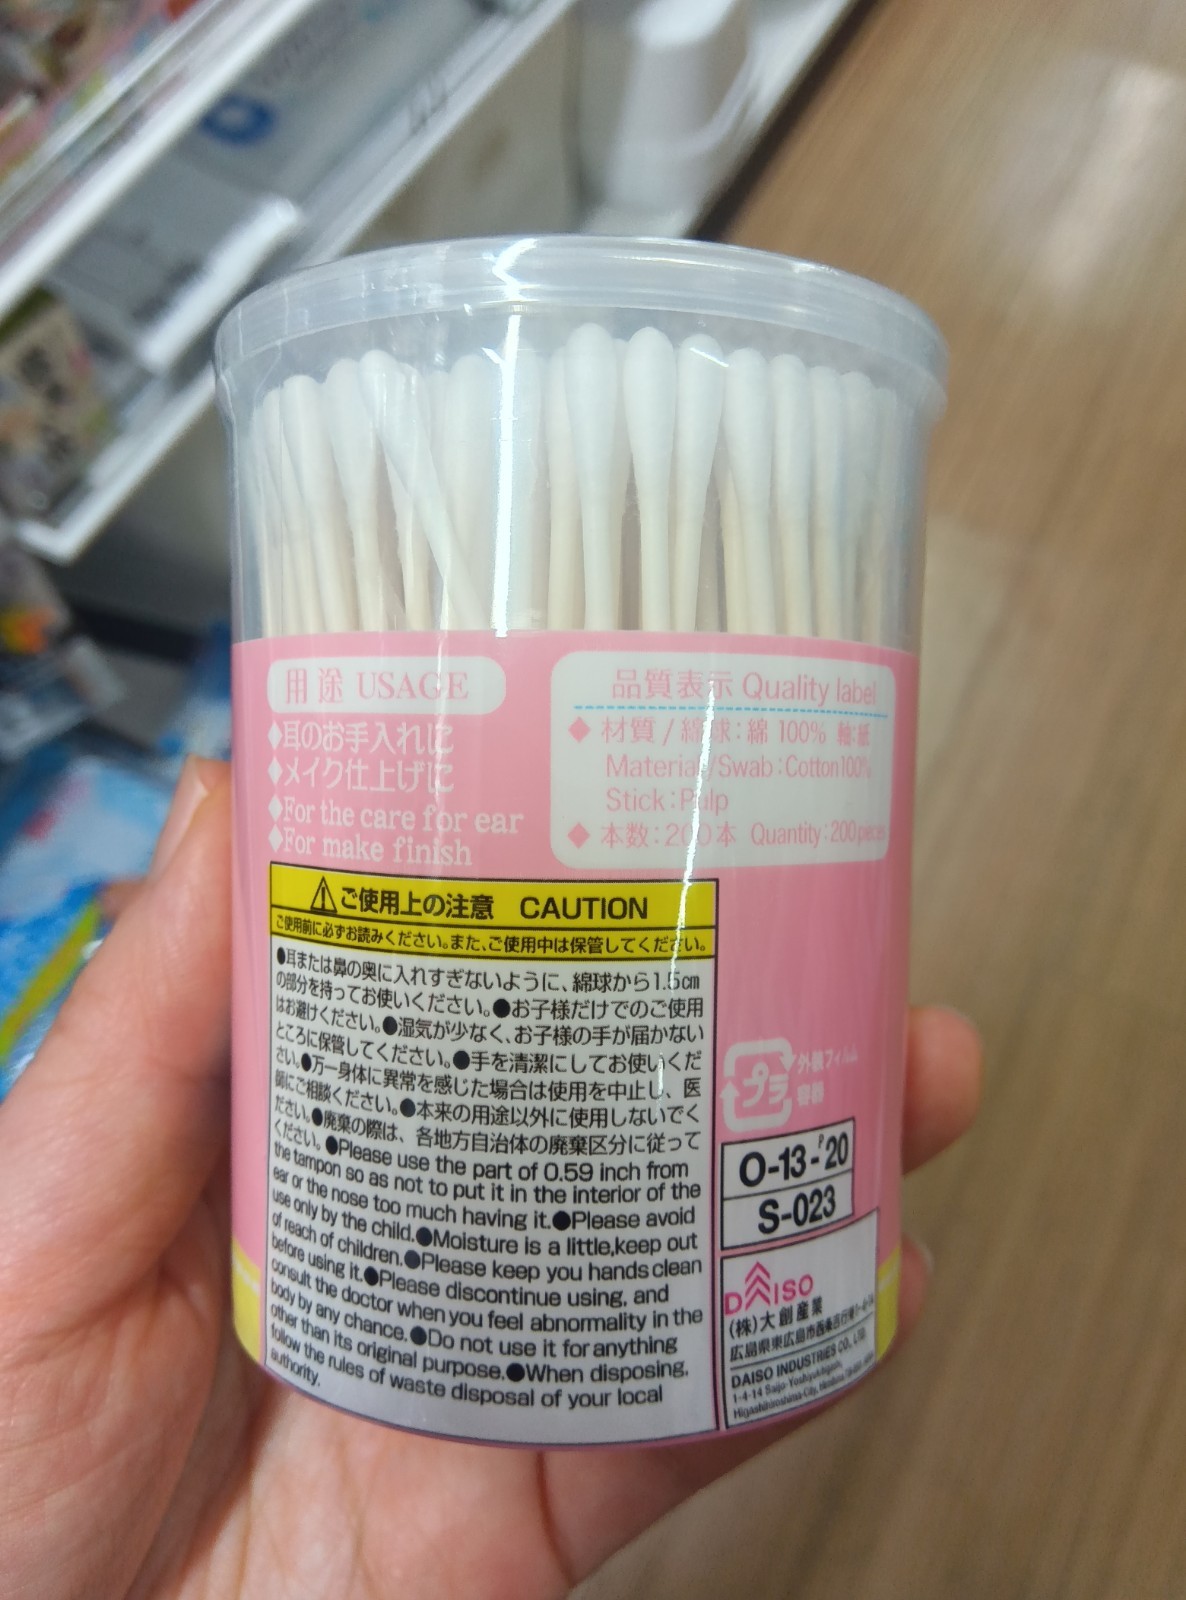 用途 USAGE
◆耳のお手入れに
◆メイク仕上げに
◆For the care for ear
◆For make finish
品質表示 Quality label
◆ 材質/綿球:綿 100% 軸:紙
Material/Swab:Cotton100%
Stick:Pulp
◆ 本数:200本 Quantity:200pieces
⚠ご使用上の注意 CAUTION
ご使用前に必ずお読みください。また、ご使用中は保管してください。
●耳または鼻の奥に入れすぎないように、綿球から1.5cm
の部分を持ってお使いください。●お子様だけでのご使用
はお避けください。●湿気が少なく、お子様の手が届かない
ところに保管してください。●手を清潔にしてお使いくだ
さい。●万一身体に異常を感じた場合は使用を中止し、医
師にご相談ください。●本来の用途以外に使用しないでく
ださい。●廃棄の際は、各地方自治体の廃棄区分に従って
ください。●Please use the part of 0.59 inch from
the tampon so as not to put it in the interior of the
ear or the nose too much having it.●Please avoid
use only by the child.●Moisture is a little,keep out
of reach of children.●Please keep you hands clean
before using it.●Please discontinue using, and
consult the doctor when you feel abnormality in the
body by any chance.●Do not use it for anything
other than its original purpose.●When disposing,
follow the rules of waste disposal of your local
authority.
プラ
外装フィルム
容器
O-13-P20
S-023
DAISO
(株)大創産業
広島県東広島市西条吉行東1-4-14
DAISO INDUSTRIES CO., LTD.
1-4-14 Saijo-Yoshiyukihigashi,
Higashihiroshima-City, Hiroshima